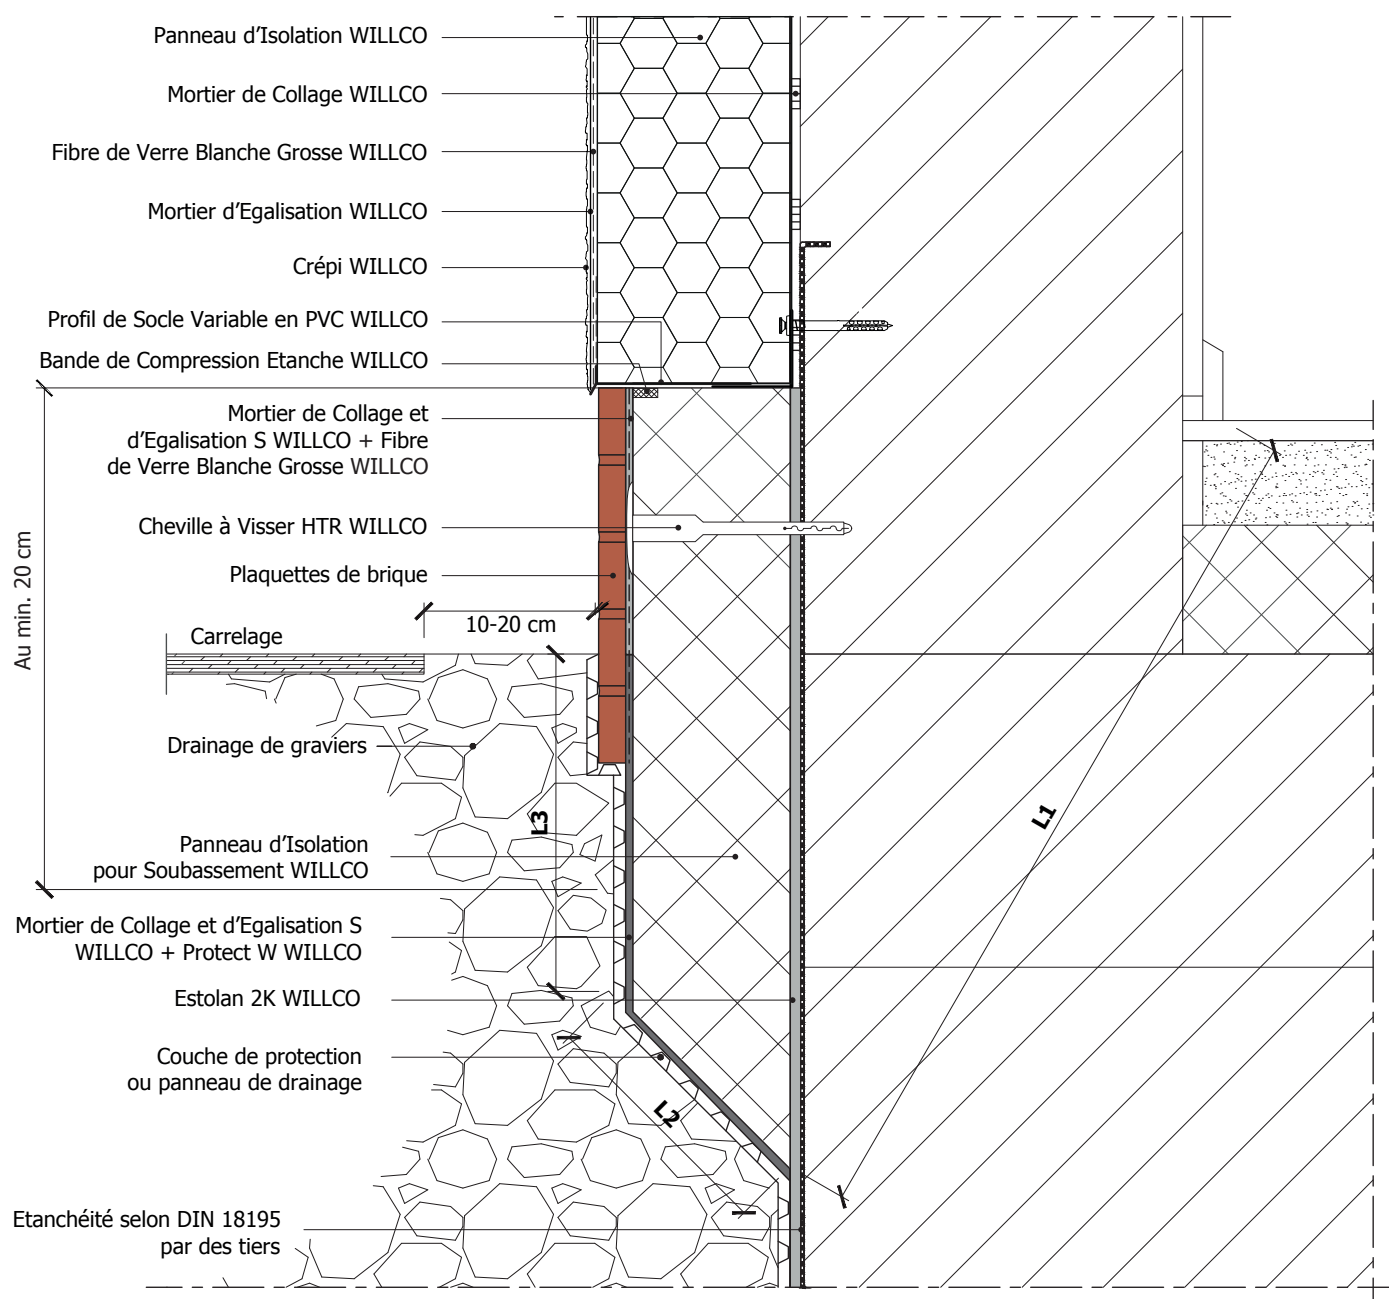 Panneau d’Isolation WILLCO
Mortier de Collage WILLCO
Fibre de Verre Blanche Grosse WILLCO
Mortier d’Egalisation WILLCO
Crépi WILLCO
Profil de Socle Variable en PVC WILLCO
Bande de Compression Etanche WILLCO
Mortier de Collage et
d’Egalisation S WILLCO + Fibre
de Verre Blanche Grosse WILLCO
Cheville à Visser HTR WILLCO
Plaquettes de brique
Au min. 20 cm
10-20 cm
Carrelage
Drainage de graviers
L3
L1
Panneau d’Isolation
pour Soubassement WILLCO
Mortier de Collage et d’Egalisation S
WILLCO + Protect W WILLCO
Estolan 2K WILLCO
Couche de protection
ou panneau de drainage
L2
Etanchéité selon DIN 18195
par des tiers